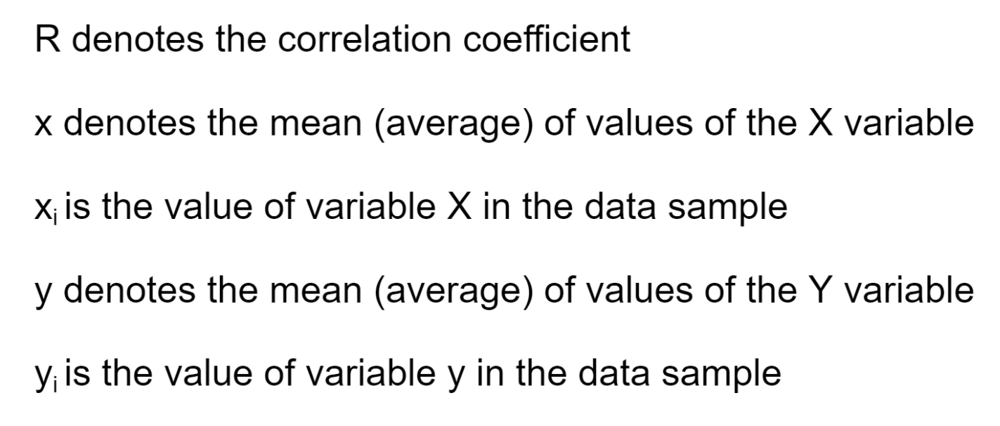 R denotes the correlation coefficient
x denotes the mean (average) of values of the X variable
xᵢ is the value of variable X in the data sample
y denotes the mean (average) of values of the Y variable
yᵢ is the value of variable y in the data sample